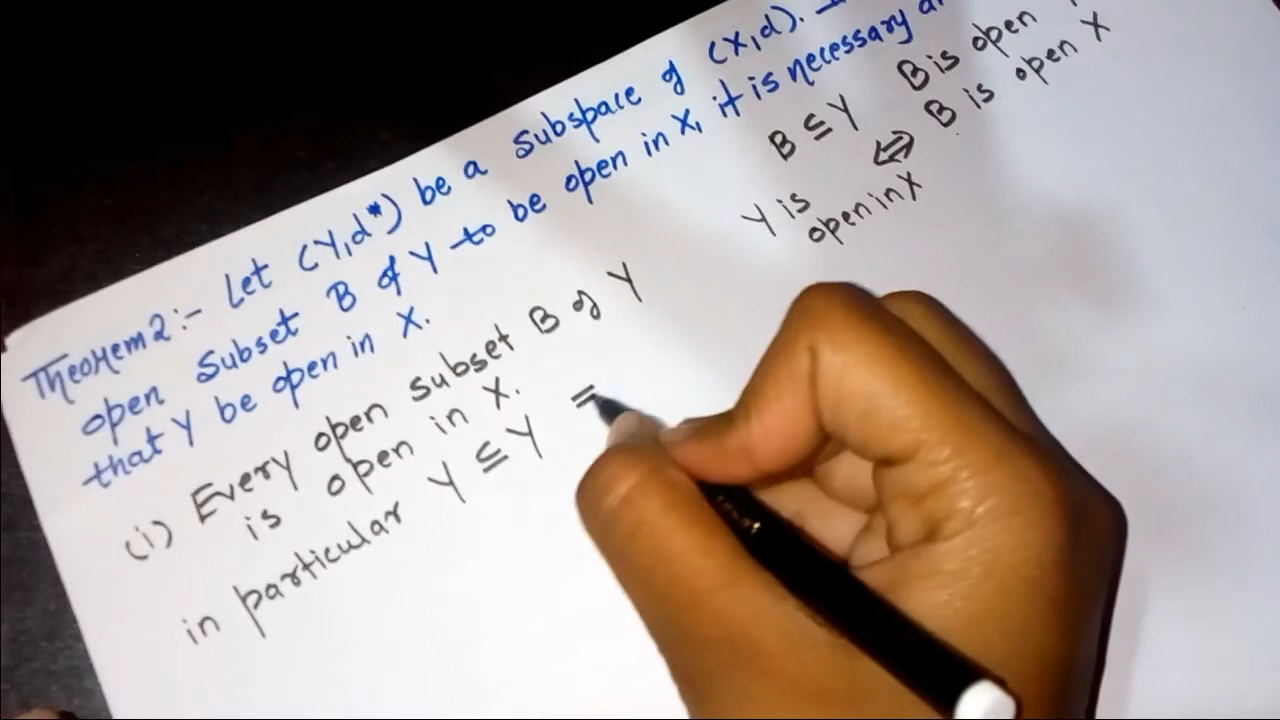 Theorem 2:- Let (Y,d*) be a subspace of (X,d).
open subset B of Y to be open in X, it is necessary
that Y be open in X.
B ⊆ Y B is open
⇔ B is open X
Y is
open in X
(i) Every open subset B of Y
is open in X.
in particular Y ⊆ Y =